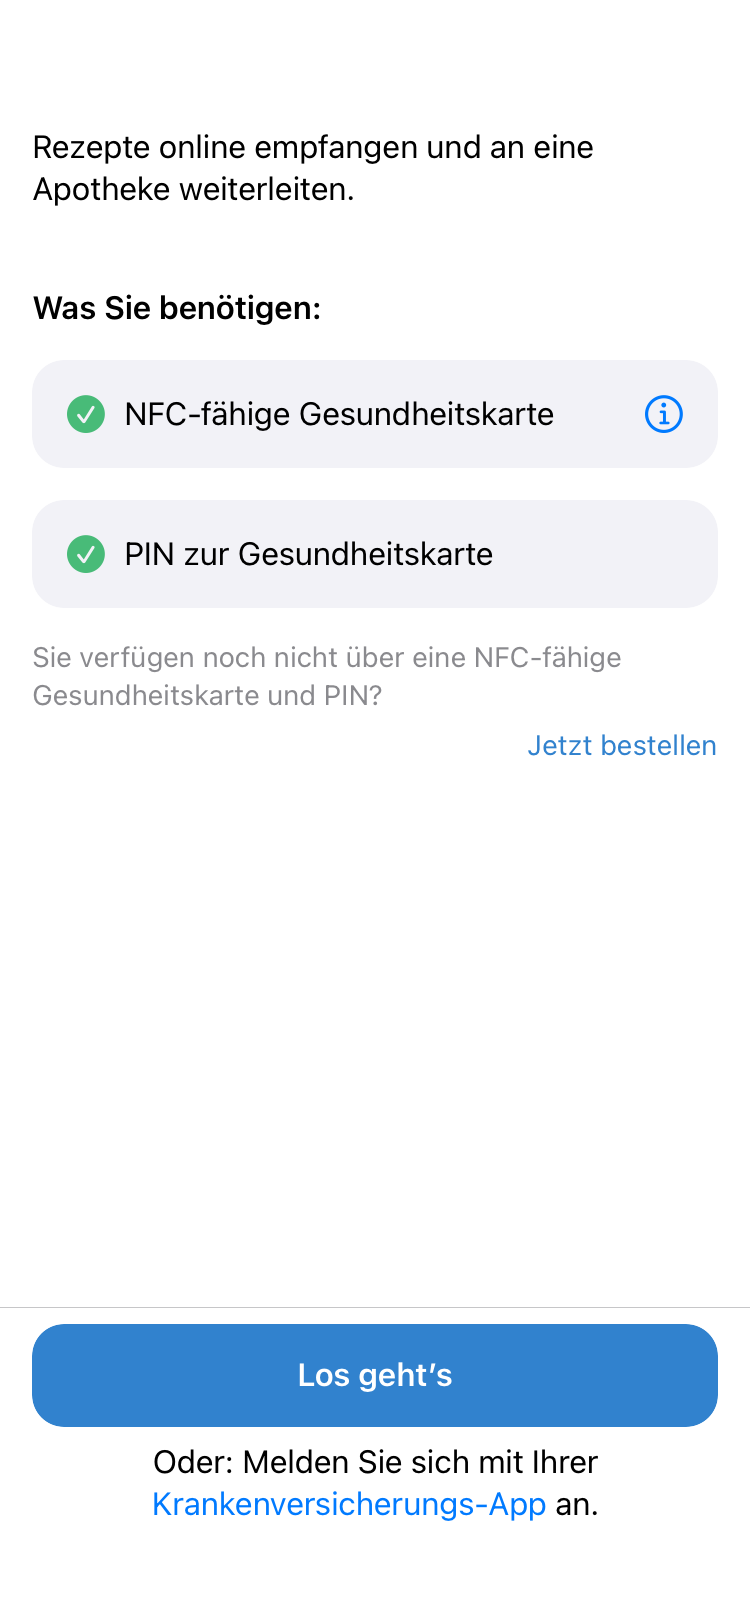 Rezepte online empfangen und an eine
Apotheke weiterleiten.
Was Sie benötigen:
NFC-fähige Gesundheitskarte
PIN zur Gesundheitskarte
Sie verfügen noch nicht über eine NFC-fähige
Gesundheitskarte und PIN?
Jetzt bestellen
Los geht’s
Oder: Melden Sie sich mit Ihrer
Krankenversicherungs-App an.